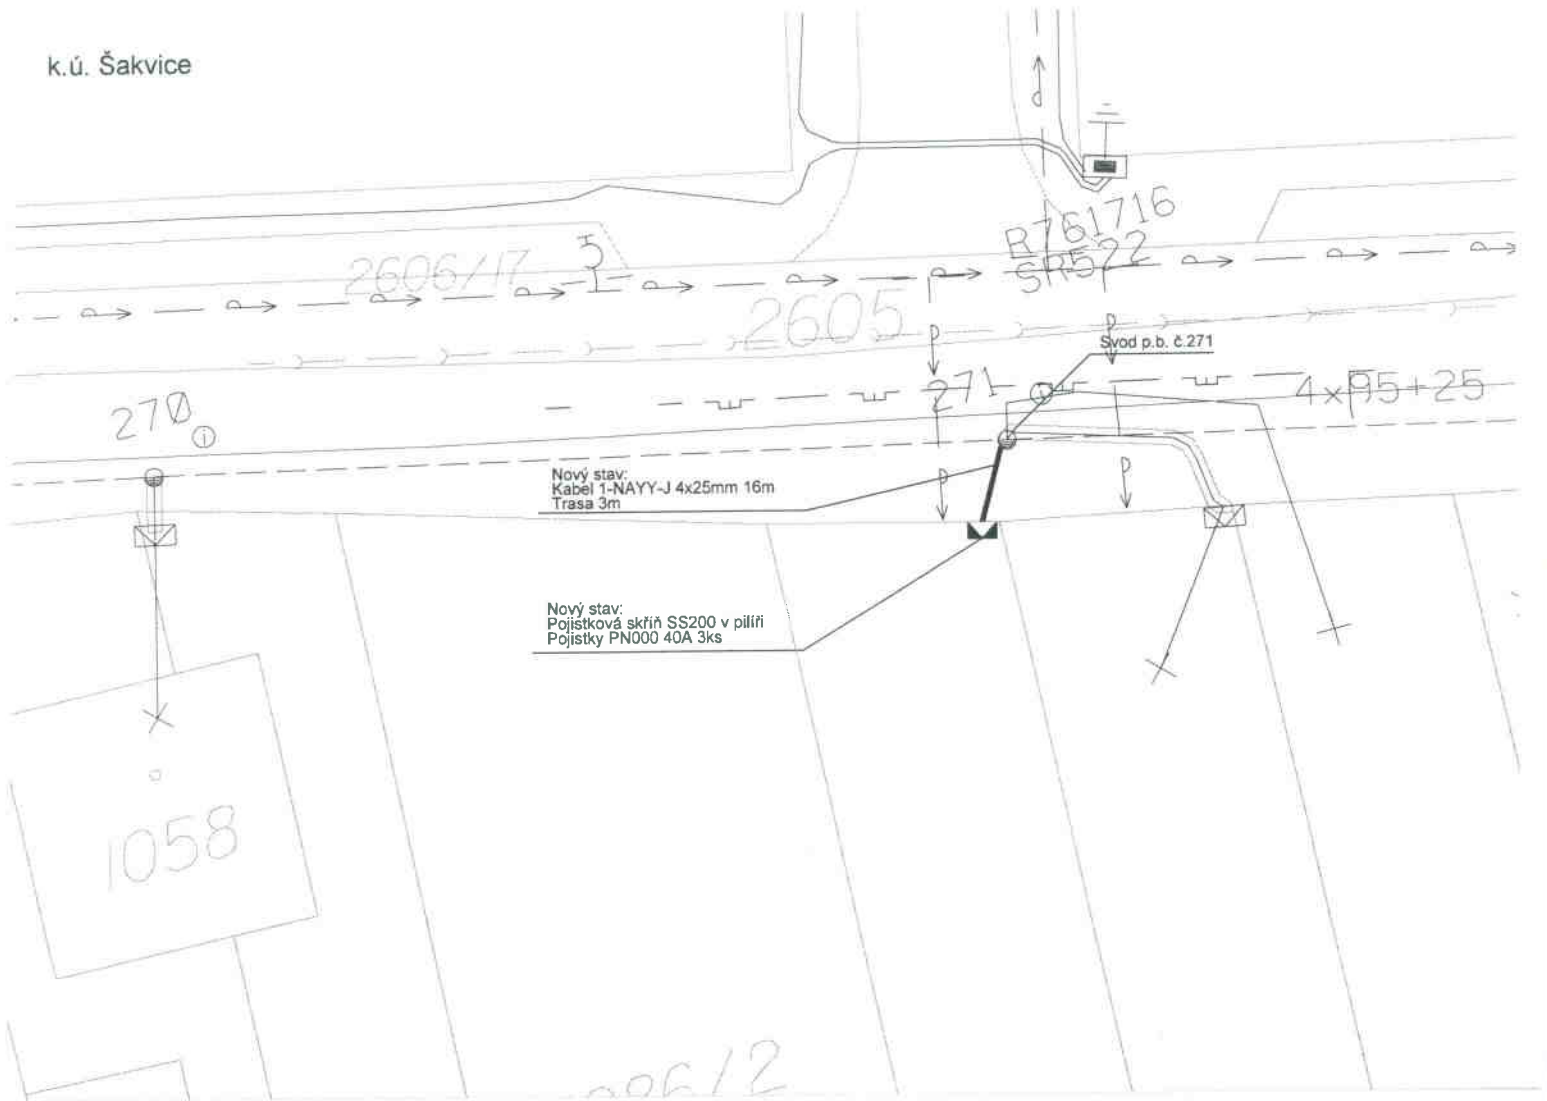 k.ú. Šakvice
R761716
SR522
2606/17
5
2605
Svod p.b. č.271
271
4x95+25
270
i
Nový stav:
Kabel 1-NAYY-J 4x25mm 16m
Trasa 3m
Nový stav:
Pojistková skříň SS200 v pilíři
Pojistky PN000 40A 3ks
1058